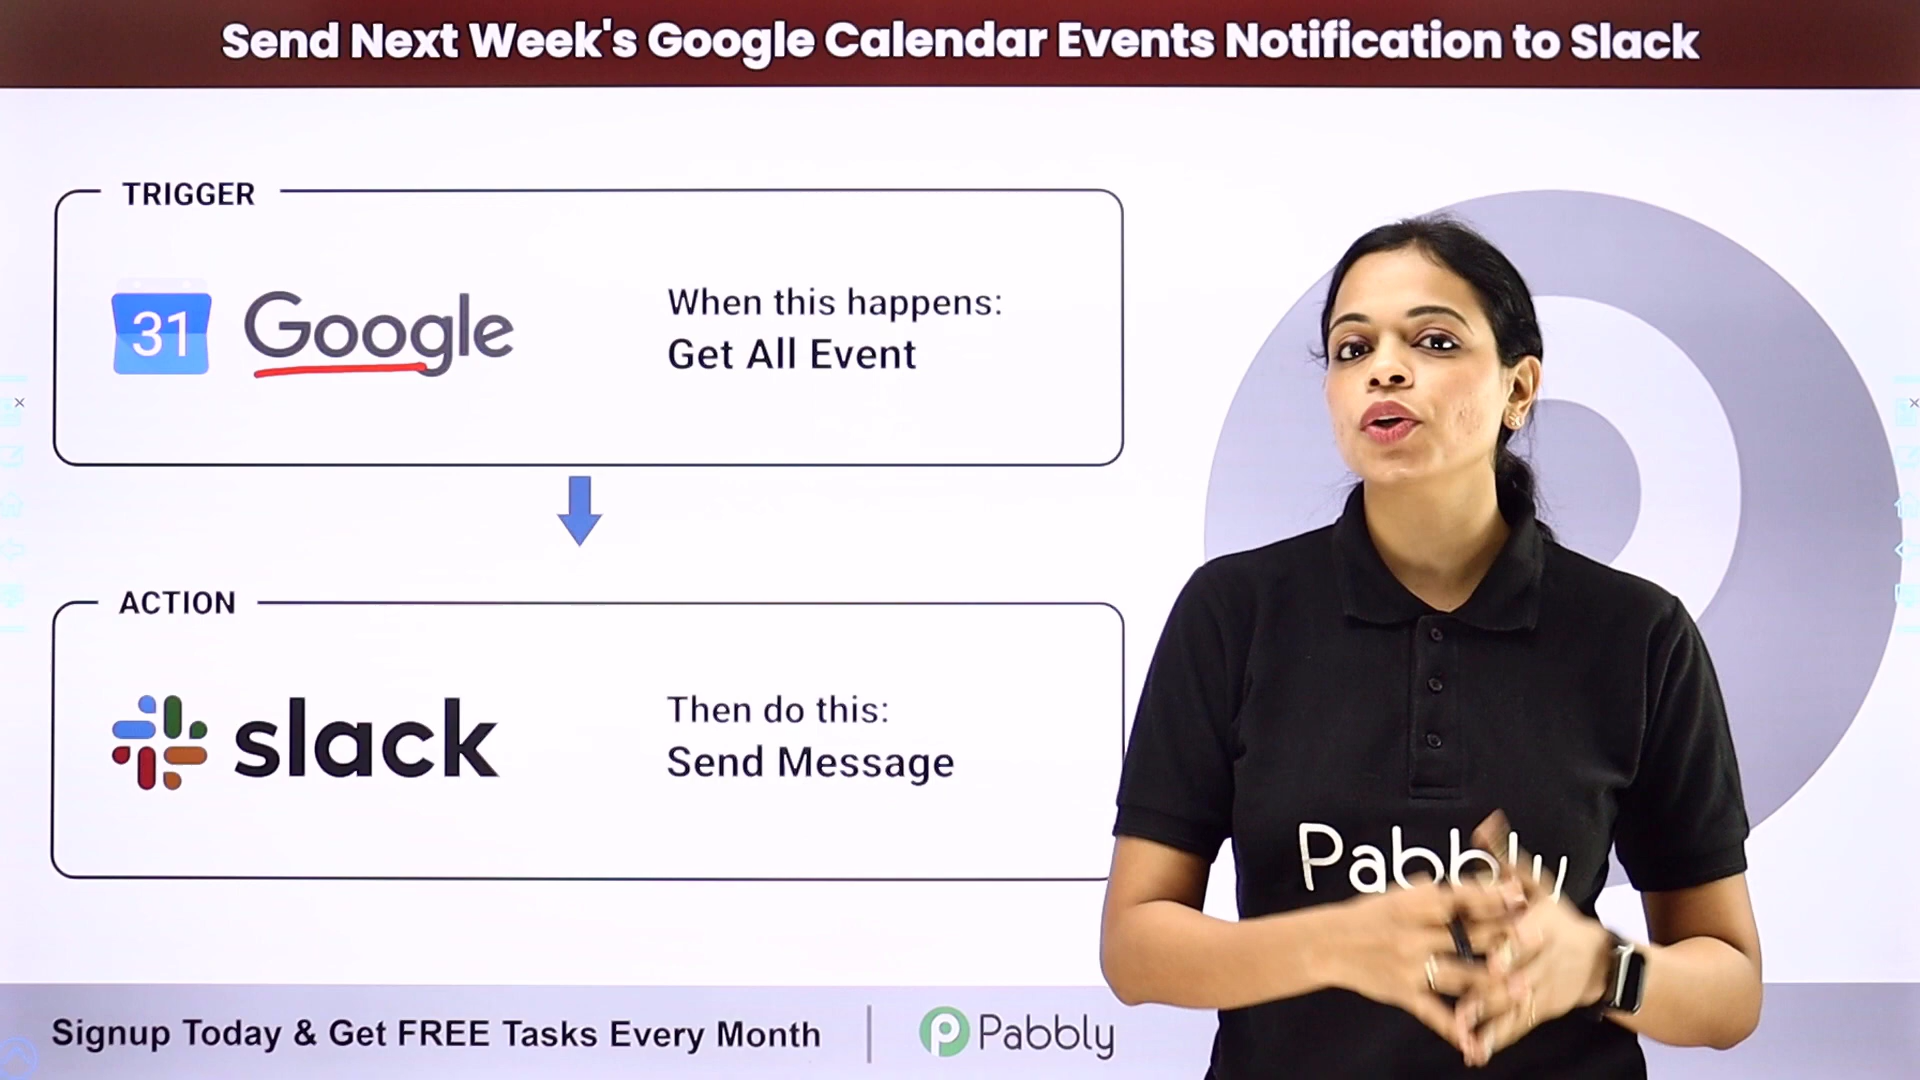 Send Next Week's Google Calendar Events Notification to Slack
TRIGGER
31 Google
When this happens:
Get All Event
ACTION
slack
Then do this:
Send Message
Pabbly
Signup Today & Get FREE Tasks Every Month
Pabbly